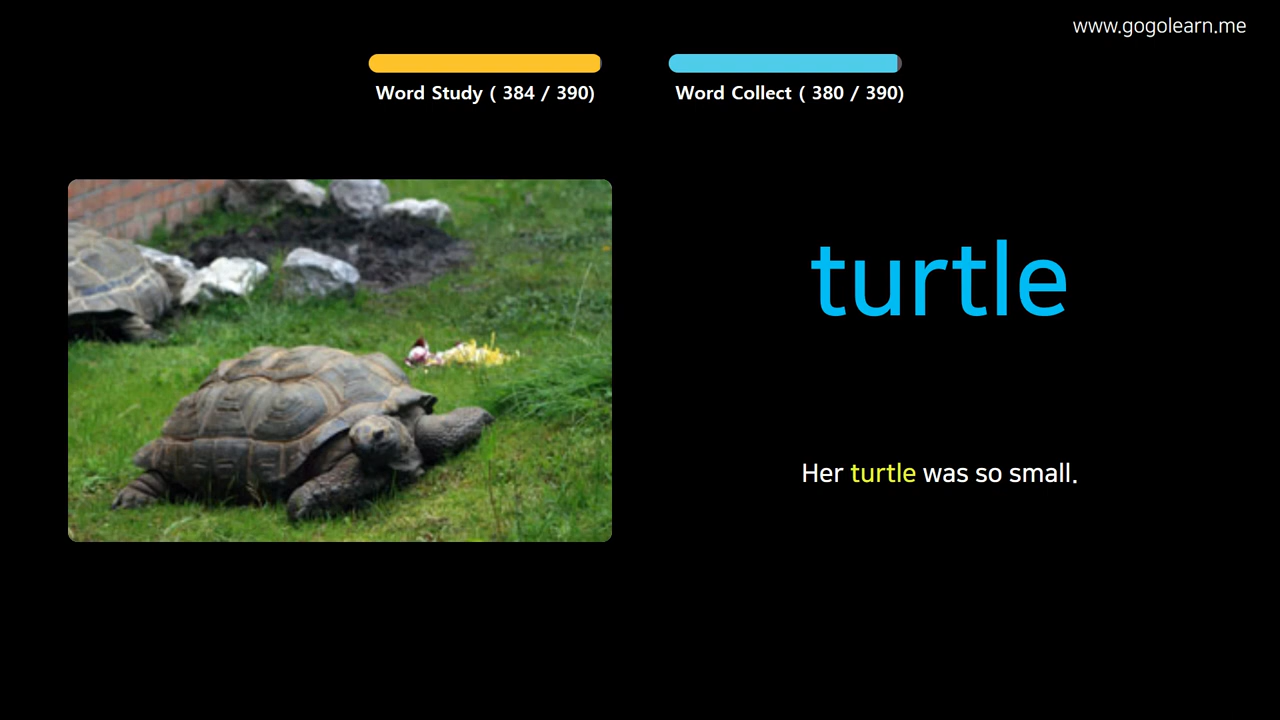 www.gogolearn.me
Word Study ( 384 / 390)
Word Collect ( 380 / 390)
turtle
Her turtle was so small.